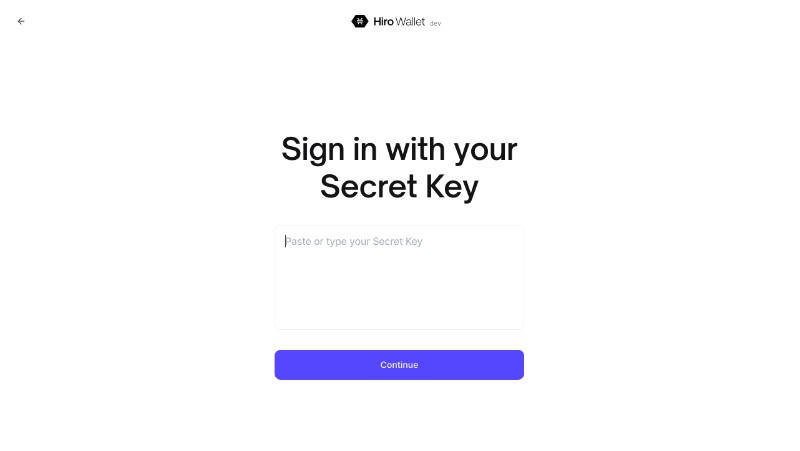 Hiro Wallet dev
Sign in with your
Secret Key
Paste or type your Secret Key
Continue